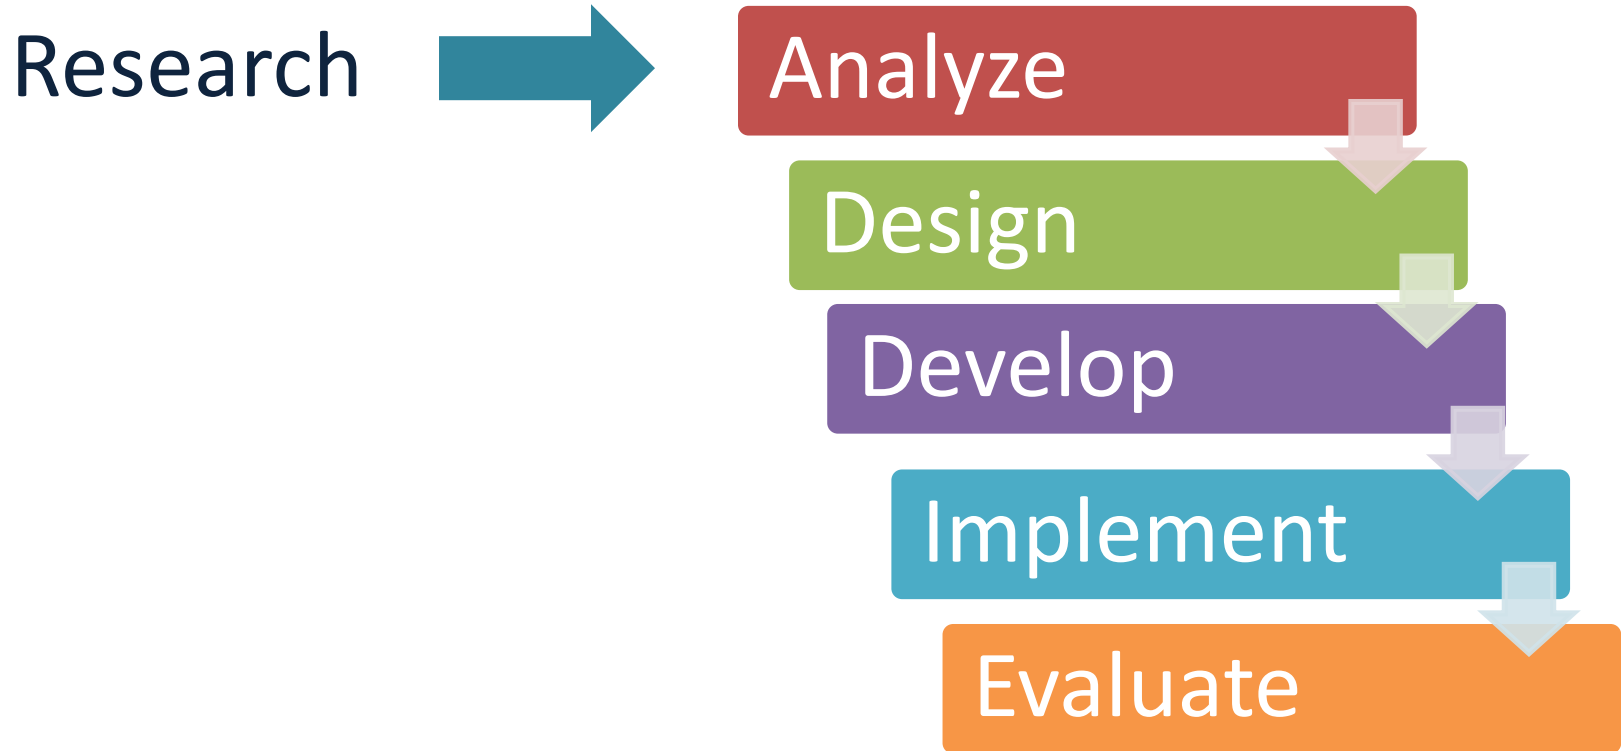 Research
Analyze
Design
Develop
Implement
Evaluate